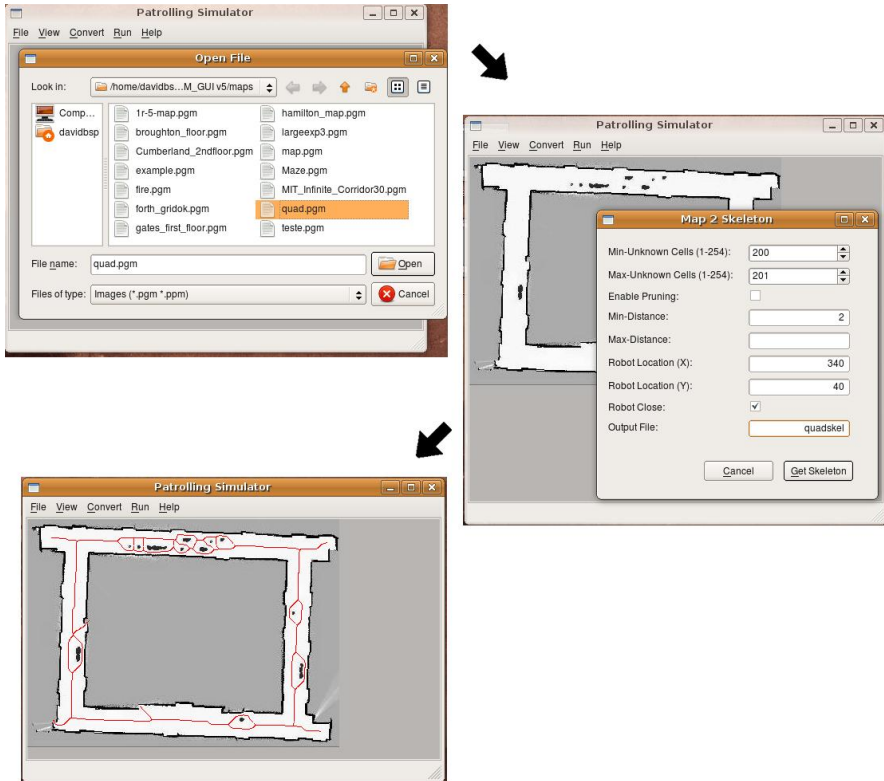 Patrolling Simulator
File View Convert Run Help
Open File
Look in: /home/davidbs...M_GUI v5/maps
Comp...
davidbsp
1r-5-map.pgm
broughton_floor.pgm
Cumberland_2ndfloor.pgm
example.pgm
fire.pgm
forth_gridok.pgm
gates_first_floor.pgm
hamilton_map.pgm
largeexp3.pgm
map.pgm
Maze.pgm
MIT_Infinite_Corridor30.pgm
quad.pgm
teste.pgm
File name: quad.pgm Open
Files of type: Images (*.pgm *.ppm) Cancel
Patrolling Simulator
File View Convert Run Help
Map 2 Skeleton
Min-Unknown Cells (1-254): 200
Max-Unknown Cells (1-254): 201
Enable Pruning:
Min-Distance: 2
Max-Distance:
Robot Location (X): 340
Robot Location (Y): 40
Robot Close:
Output File: quadskel
Cancel Get Skeleton
Patrolling Simulator
File View Convert Run Help